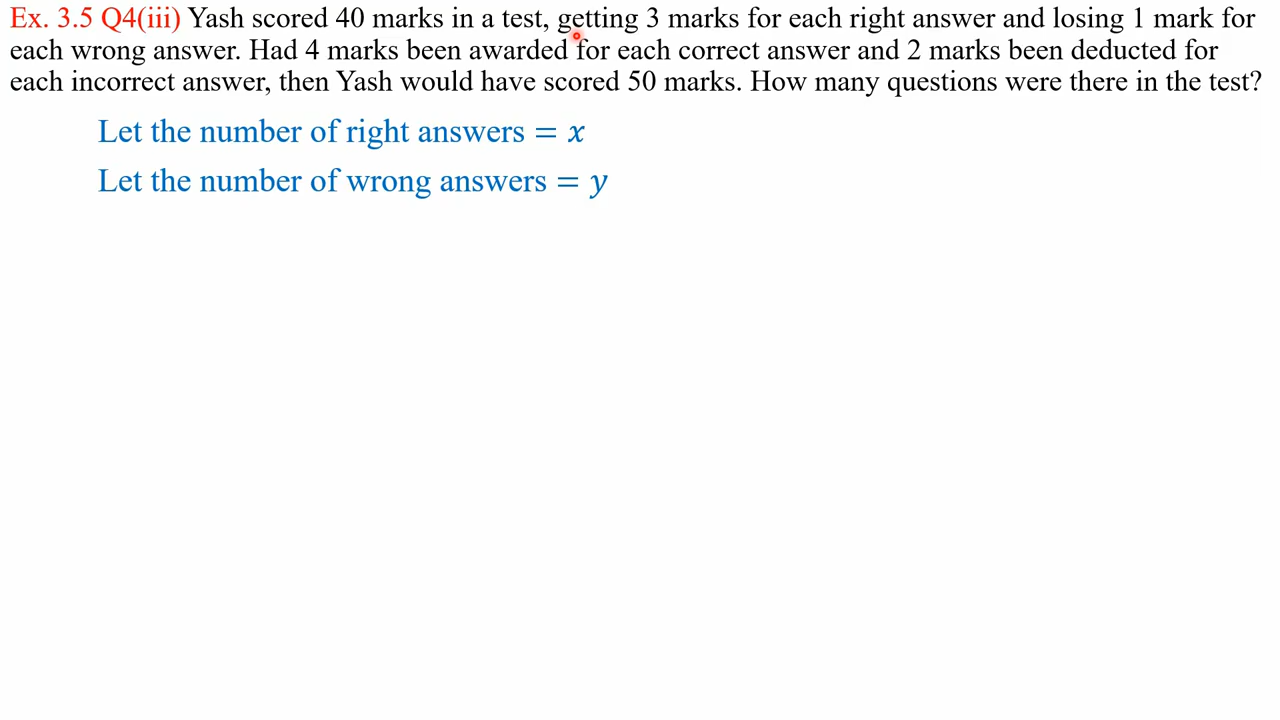 Ex. 3.5 Q4(iii) Yash scored 40 marks in a test, getting 3 marks for each right answer and losing 1 mark for
each wrong answer. Had 4 marks been awarded for each correct answer and 2 marks been deducted for
each incorrect answer, then Yash would have scored 50 marks. How many questions were there in the test?
Let the number of right answers = x
Let the number of wrong answers = y